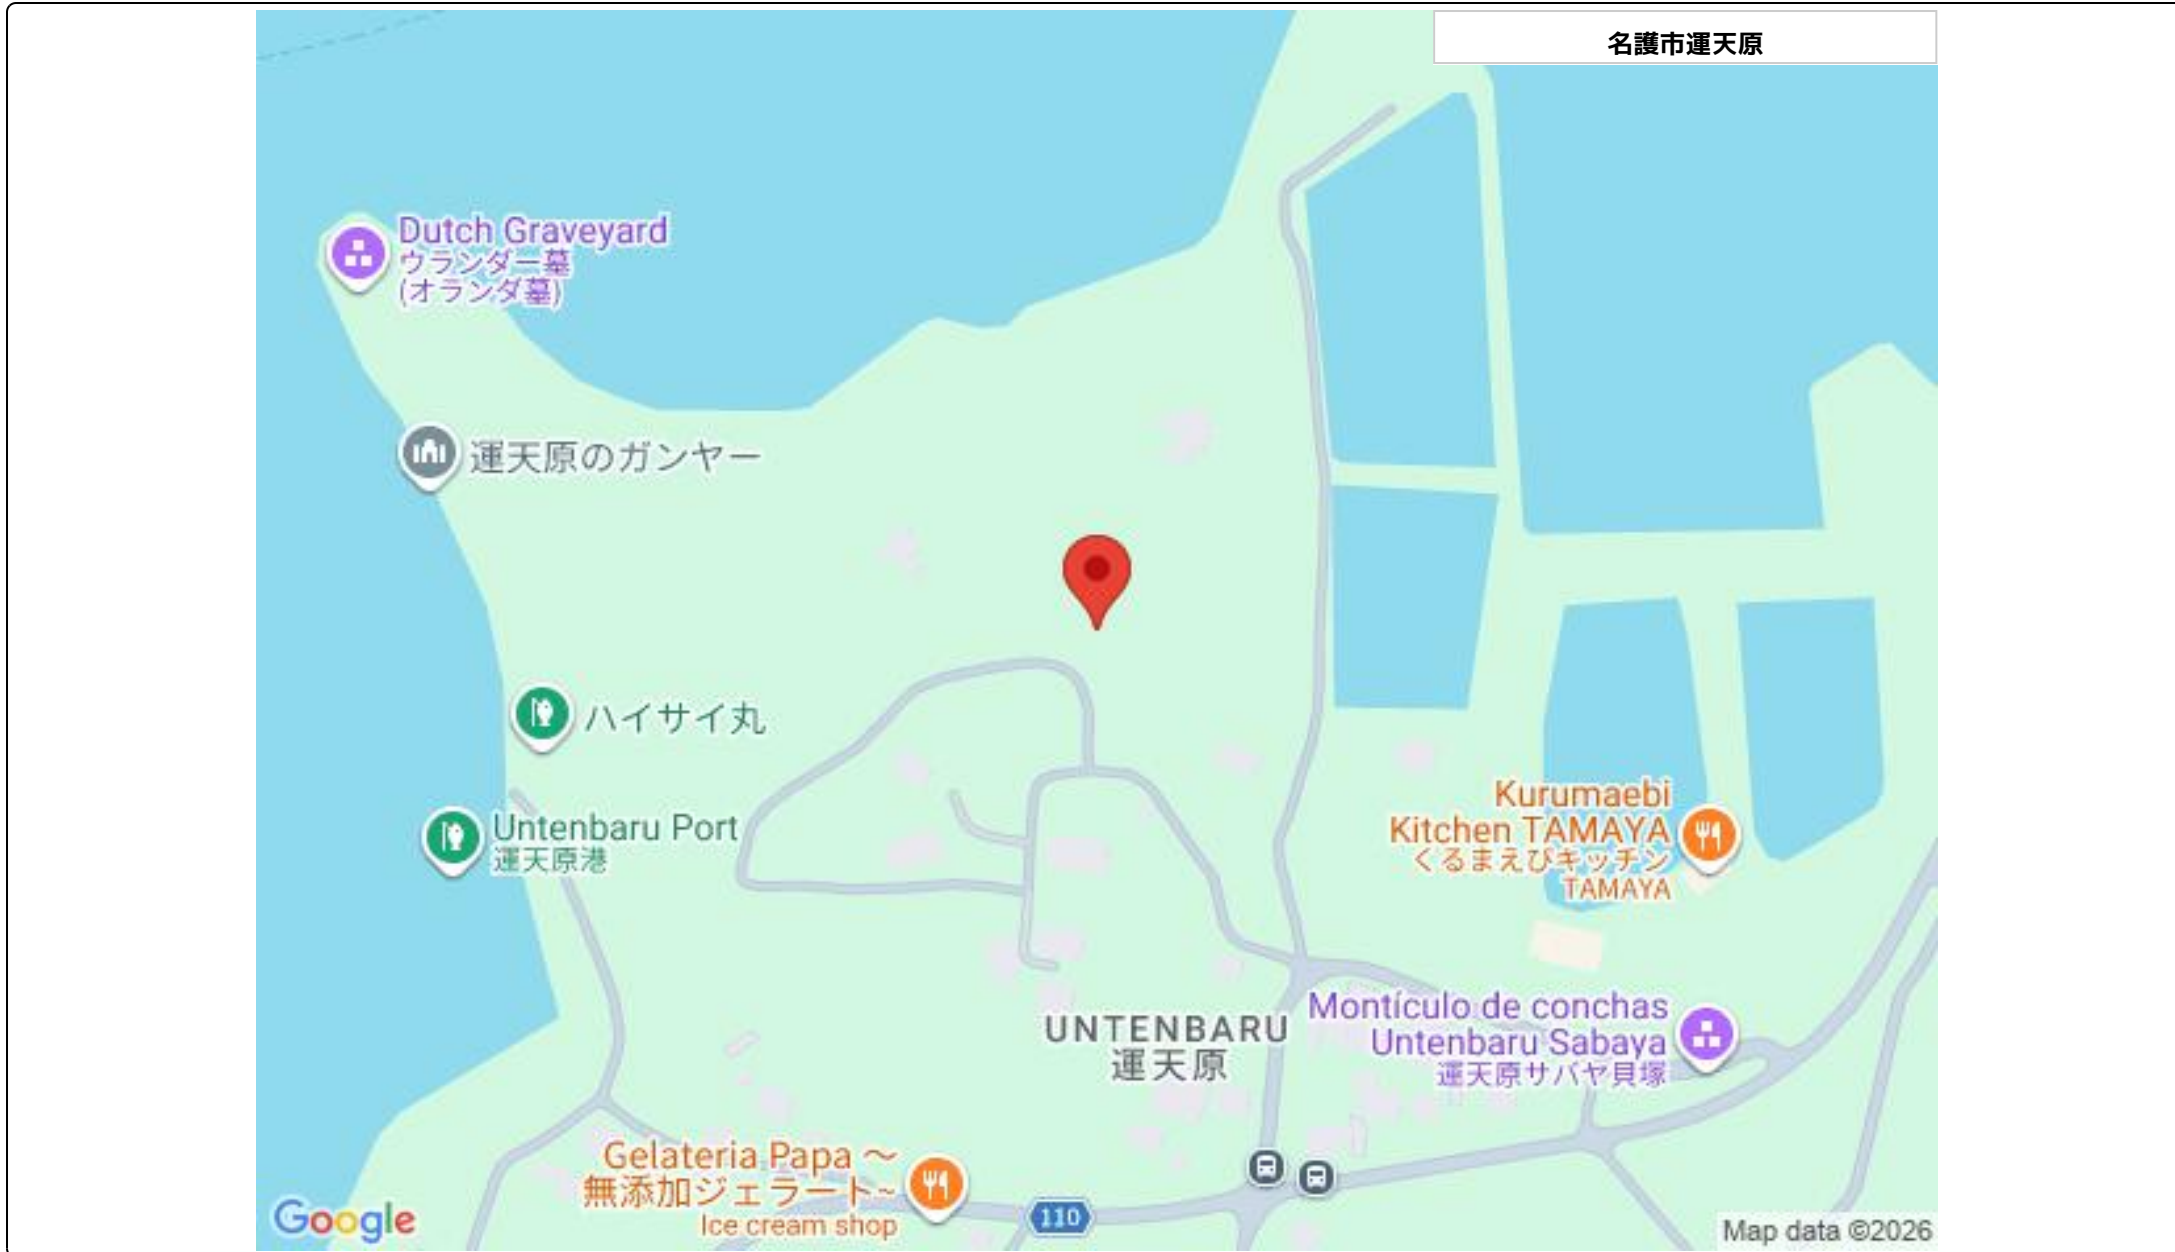 名護市運天原
Dutch Graveyard
ウランダー墓
(オランダ墓)
運天原のガンヤー
ハイサイ丸
Untenbaru Port
運天原港
Kurumaebi
Kitchen TAMAYA
くるまえびキッチン
TAMAYA
UNTENBARU
運天原
Montículo de conchas
Untenbaru Sabaya
運天原サバヤ貝塚
Gelateria Papa ～
無添加ジェラート~
Ice cream shop
110
Google
Map data ©2026